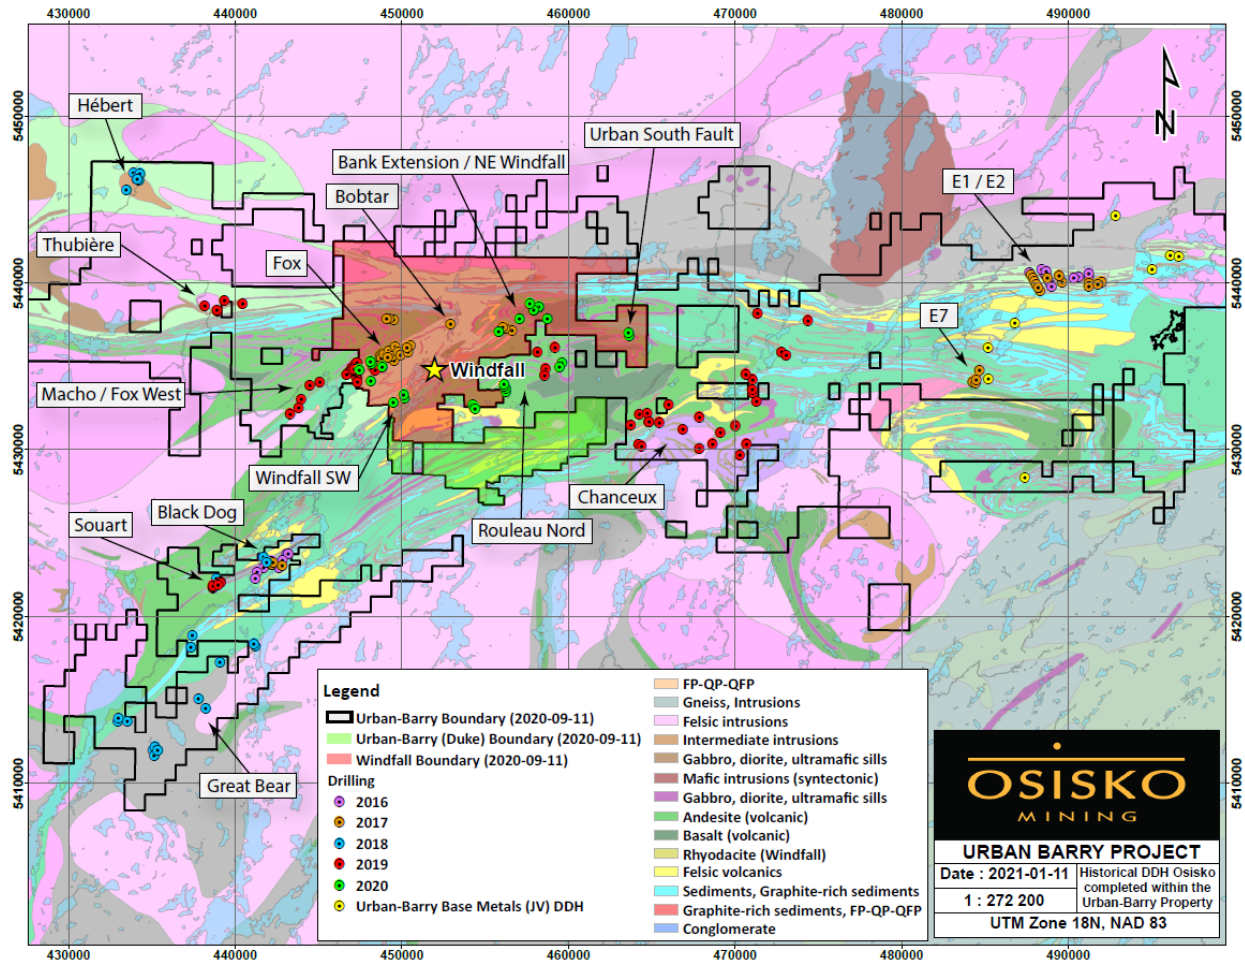 430000 440000 450000 460000 470000 480000 490000
5450000 5450000
5440000 5440000
5430000 5430000
5420000 5420000
5410000 5410000
Hébert
Urban South Fault
Bank Extension / NE Windfall
Bobtar
E1 / E2
Thubière
Fox
E7
Windfall
Macho / Fox West
Windfall SW
Chanceux
Rouleau Nord
Black Dog
Souart
Great Bear
N
Legend
Urban-Barry Boundary (2020-09-11)
Urban-Barry (Duke) Boundary (2020-09-11)
Windfall Boundary (2020-09-11)
Drilling
2016
2017
2018
2019
2020
Urban-Barry Base Metals (JV) DDH
FP-QP-QFP
Gneiss, Intrusions
Felsic intrusions
Intermediate intrusions
Gabbro, diorite, ultramafic sills
Mafic intrusions (syntectonic)
Gabbro, diorite, ultramafic sills
Andesite (volcanic)
Basalt (volcanic)
Rhyodacite (Windfall)
Felsic volcanics
Sediments, Graphite-rich sediments
Graphite-rich sediments, FP-QP-QFP
Conglomerate
OSISKO
MINING
URBAN BARRY PROJECT
Date : 2021-01-11
1 : 272 200
Historical DDH Osisko
completed within the
Urban-Barry Property
UTM Zone 18N, NAD 83
430000 440000 450000 460000 470000 480000 490000